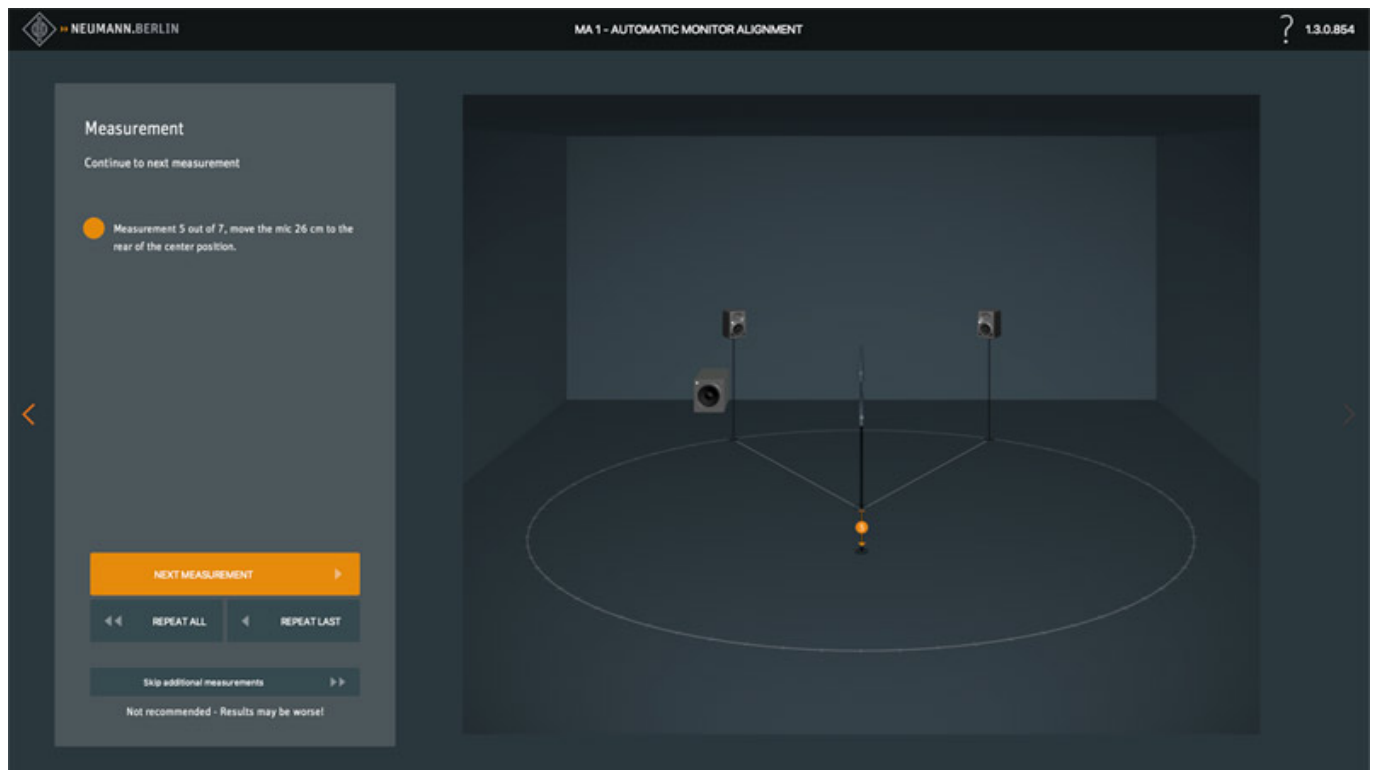 NEUMANN.BERLIN
MA 1 - AUTOMATIC MONITOR ALIGNMENT
? 1.3.0.854
Measurement
Continue to next measurement
Measurement 5 out of 7, move the mic 26 cm to the
rear of the center position.
5
NEXT MEASUREMENT
REPEAT ALL
REPEAT LAST
Skip additional measurements
Not recommended - Results may be worse!